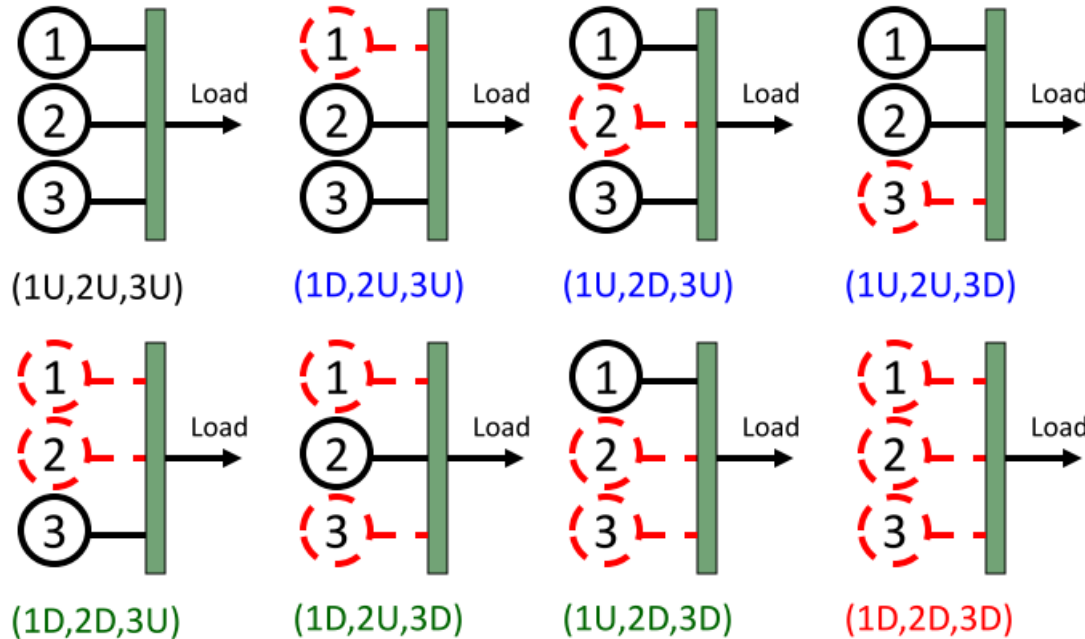 1
2
3
Load
(1U,2U,3U)
1
2
3
Load
(1D,2U,3U)
1
2
3
Load
(1U,2D,3U)
1
2
3
Load
(1U,2U,3D)
1
2
3
Load
(1D,2D,3U)
1
2
3
Load
(1D,2U,3D)
1
2
3
Load
(1U,2D,3D)
1
2
3
Load
(1D,2D,3D)